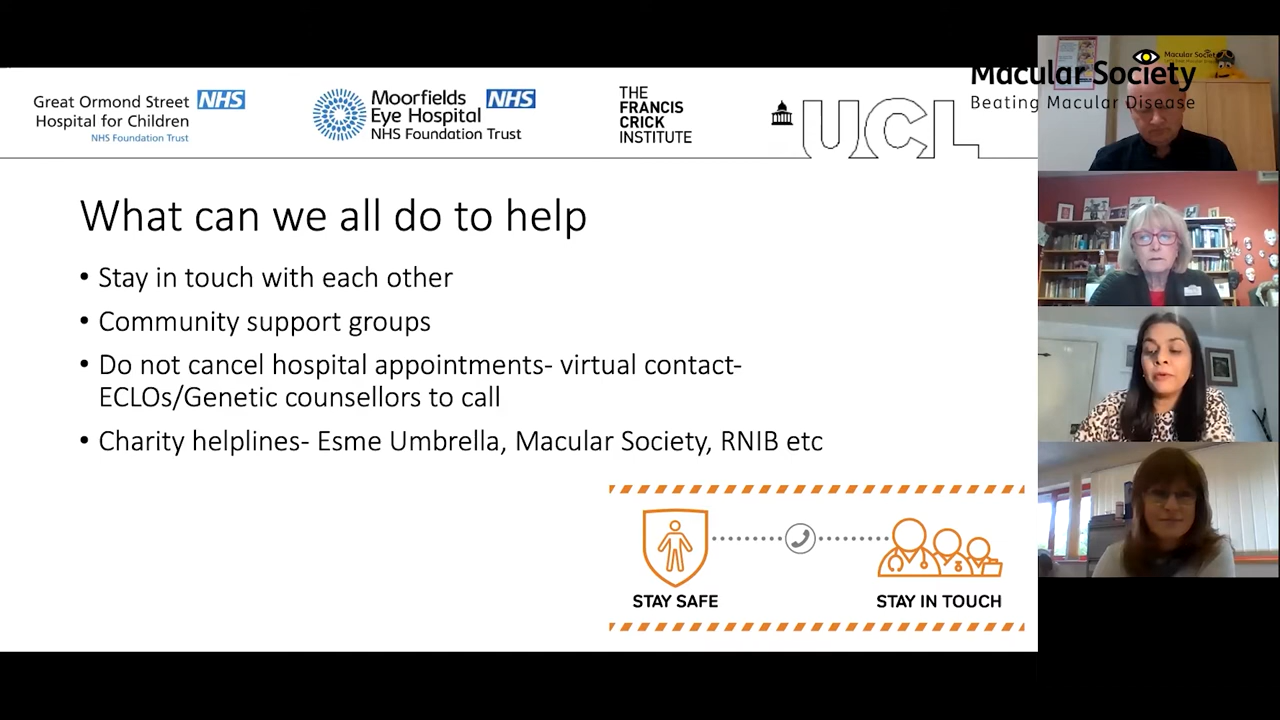 Great Ormond Street NHS
Hospital for Children
NHS Foundation Trust
Moorfields NHS
Eye Hospital
NHS Foundation Trust
THE
FRANCIS
CRICK
INSTITUTE
UCL
Macular Society
Macular Society
Beating Macular Disease
What can we all do to help
• Stay in touch with each other
• Community support groups
• Do not cancel hospital appointments- virtual contact-
ECLOs/Genetic counsellors to call
• Charity helplines- Esme Umbrella, Macular Society, RNIB etc
STAY SAFE
STAY IN TOUCH